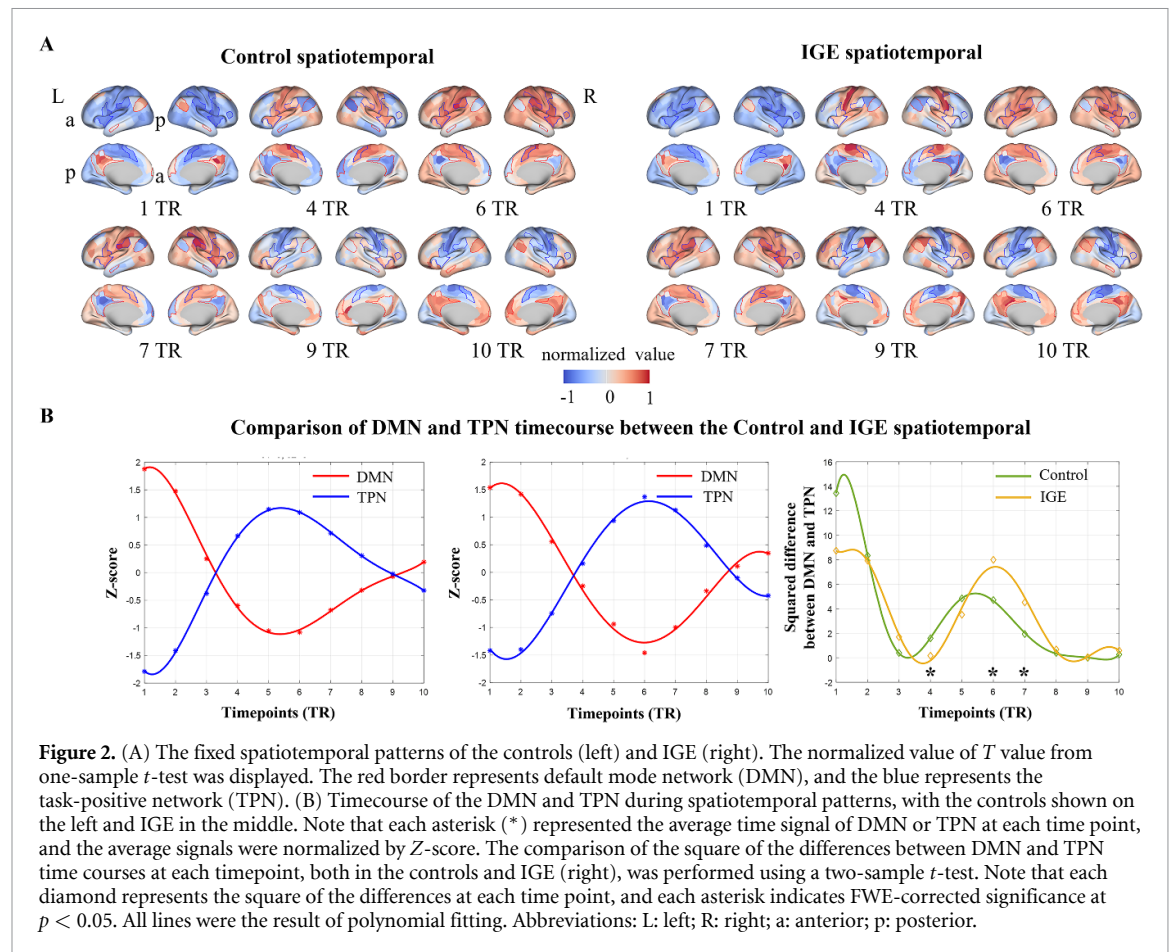 A
Control spatiotemporal
IGE spatiotemporal
L
R
a
p
p
a
1 TR
4 TR
6 TR
1 TR
4 TR
6 TR
7 TR
9 TR
10 TR
7 TR
9 TR
10 TR
normalized value
-1
0
1
B
Comparison of DMN and TPN timecourse between the Control and IGE spatiotemporal
2
1.5
1
0.5
0
-0.5
-1
-1.5
-2
Z-score
DMN
TPN
1 2 3 4 5 6 7 8 9 10
Timepoints (TR)
2
1.5
1
0.5
0
-0.5
-1
-1.5
-2
Z-score
DMN
TPN
1 2 3 4 5 6 7 8 9 10
Timepoints (TR)
16
14
12
10
8
6
4
2
0
-2
Squared difference
between DMN and TPN
Control
IGE
* * *
1 2 3 4 5 6 7 8 9 10
Timepoints (TR)
Figure 2. (A) The fixed spatiotemporal patterns of the controls (left) and IGE (right). The normalized value of T value from
one-sample t-test was displayed. The red border represents default mode network (DMN), and the blue represents the
task-positive network (TPN). (B) Timecourse of the DMN and TPN during spatiotemporal patterns, with the controls shown on
the left and IGE in the middle. Note that each asterisk (*) represented the average time signal of DMN or TPN at each time point,
and the average signals were normalized by Z-score. The comparison of the square of the differences between DMN and TPN
time courses at each timepoint, both in the controls and IGE (right), was performed using a two-sample t-test. Note that each
diamond represents the square of the differences at each time point, and each asterisk indicates FWE-corrected significance at
p < 0.05. All lines were the result of polynomial fitting. Abbreviations: L: left; R: right; a: anterior; p: posterior.